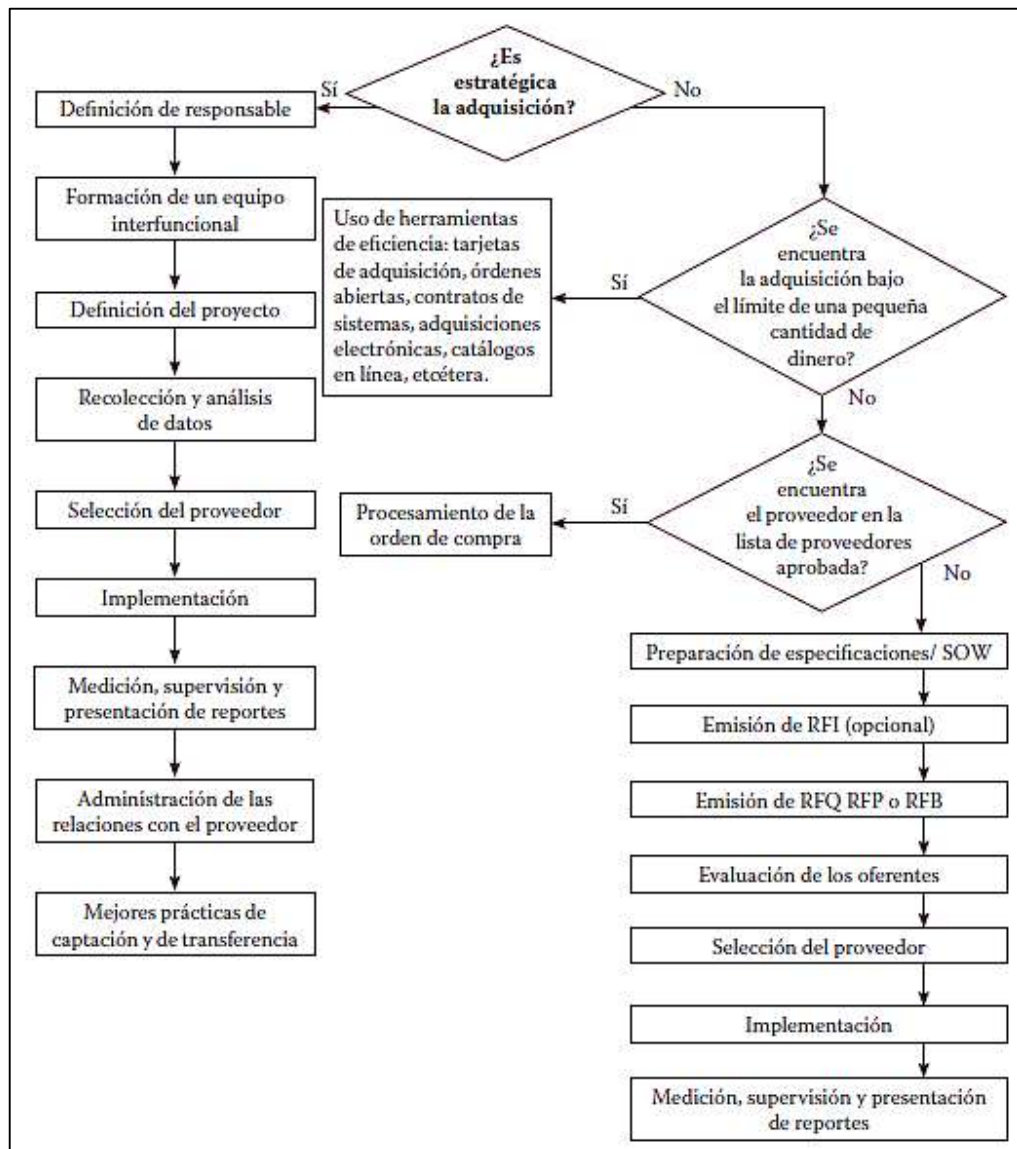 ¿Es
estratégica
la adquisición?
Sí
No
Definición de responsable
Formación de un equipo
interfuncional
Definición del proyecto
Recolección y análisis
de datos
Selección del proveedor
Implementación
Medición, supervisión y
presentación de reportes
Administración de las
relaciones con el proveedor
Mejores prácticas de
captación y de transferencia
¿Se
encuentra
la adquisición bajo
el límite de una pequeña
cantidad de
dinero?
Sí
Uso de herramientas
de eficiencia: tarjetas
de adquisición, órdenes
abiertas, contratos de
sistemas, adquisiciones
electrónicas, catálogos
en línea, etcétera.
No
¿Se
encuentra
el proveedor en la
lista de proveedores
aprobada?
Sí
Procesamiento de la
orden de compra
No
Preparación de especificaciones/ SOW
Emisión de RFI (opcional)
Emisión de RFQ RFP o RFB
Evaluación de los oferentes
Selección del proveedor
Implementación
Medición, supervisión y presentación
de reportes